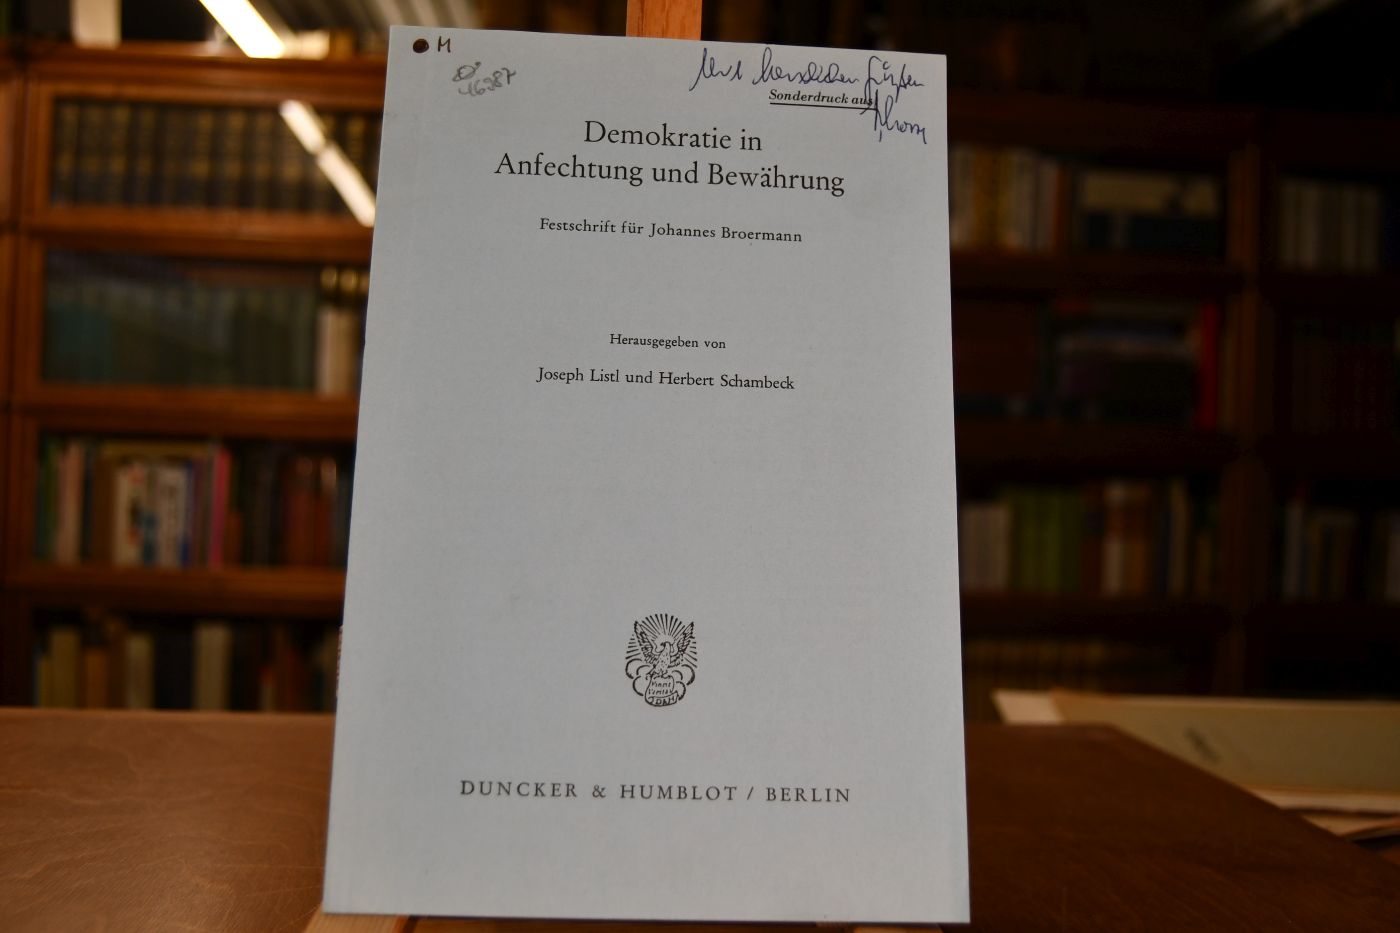 M
16987
Mit herzlichen Grüßen
Sonderdruck aus
Demokratie in
Anfechtung und Bewährung
Festschrift für Johannes Broermann
Herausgegeben von
Joseph Listl und Herbert Schambeck
DUNCKER & HUMBLOT / BERLIN